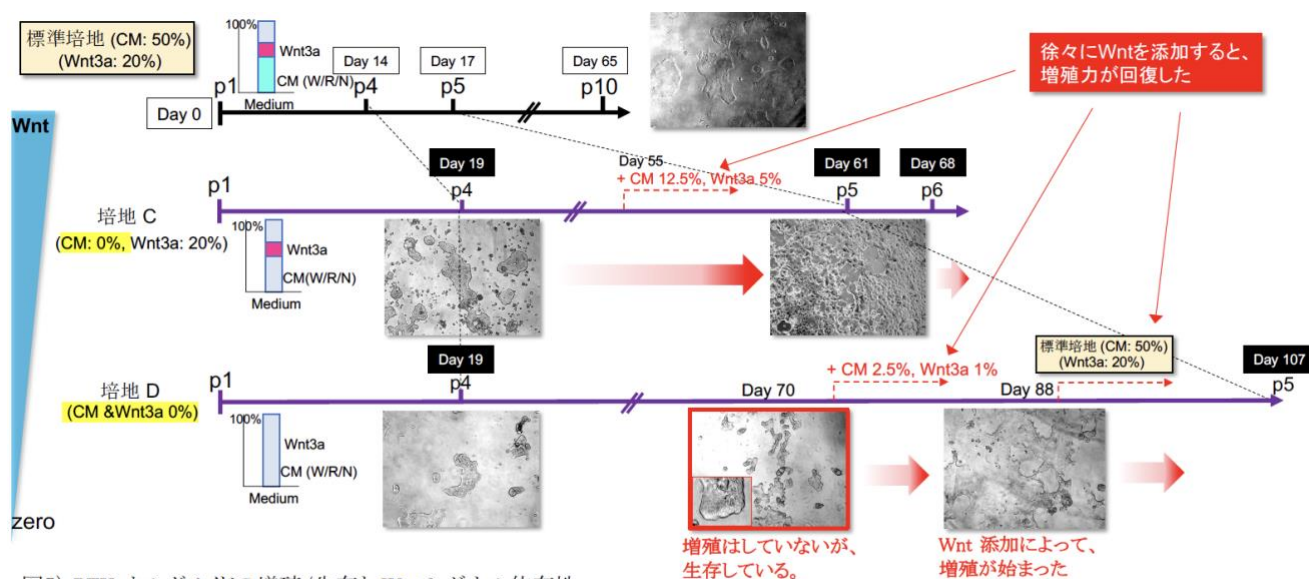 標準培地 (CM: 50%)
(Wnt3a: 20%)
100%
Wnt3a
CM (W/R/N)
Medium
p1
Day 0
Day 14
p4
Day 17
p5
Day 65
p10
徐々にWntを添加すると、
増殖力が回復した
Wnt
zero
培地 C
(CM: 0%, Wnt3a: 20%)
p1
100%
Wnt3a
CM(W/R/N)
Medium
Day 19
p4
Day 55
+ CM 12.5%, Wnt3a 5%
Day 61
p5
Day 68
p6
培地 D
(CM &Wnt3a 0%)
p1
100%
Wnt3a
CM (W/R/N)
Medium
Day 19
p4
Day 70
+ CM 2.5%, Wnt3a 1%
Day 88
標準培地 (CM: 50%)
(Wnt3a: 20%)
Day 107
p5
増殖はしていないが、
生存している。
Wnt 添加によって、
増殖が始まった